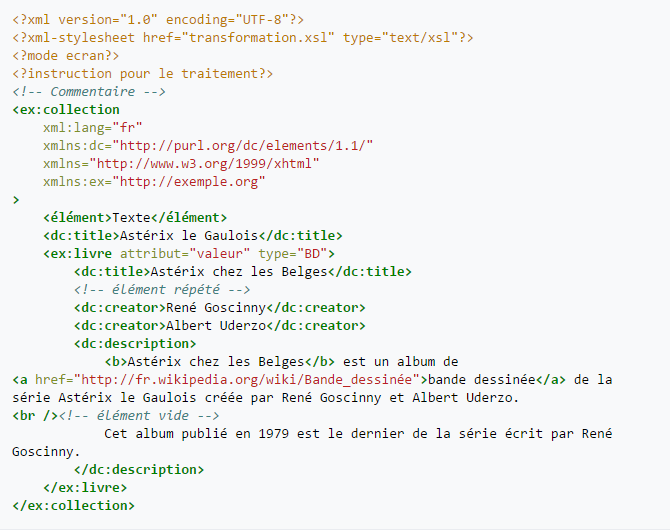 <?xml version="1.0" encoding="UTF-8"?>
<?xml-stylesheet href="transformation.xsl" type="text/xsl"?>
<?mode ecran?>
<?instruction pour le traitement?>
<!-- Commentaire -->
<ex:collection
    xml:lang="fr"
    xmlns:dc="http://purl.org/dc/elements/1.1/"
    xmlns="http://www.w3.org/1999/xhtml"
    xmlns:ex="http://exemple.org"
>
    <élément>Texte</élément>
    <dc:title>Astérix le Gaulois</dc:title>
    <ex:livre attribut="valeur" type="BD">
        <dc:title>Astérix chez les Belges</dc:title>
        <!-- élément répété -->
        <dc:creator>René Goscinny</dc:creator>
        <dc:creator>Albert Uderzo</dc:creator>
        <dc:description>
            <b>Astérix chez les Belges</b> est un album de
<a href="http://fr.wikipedia.org/wiki/Bande_dessinée">bande dessinée</a> de la
série Astérix le Gaulois créée par René Goscinny et Albert Uderzo.
<br /><!-- élément vide -->
            Cet album publié en 1979 est le dernier de la série écrit par René
Goscinny.
        </dc:description>
    </ex:livre>
</ex:collection>